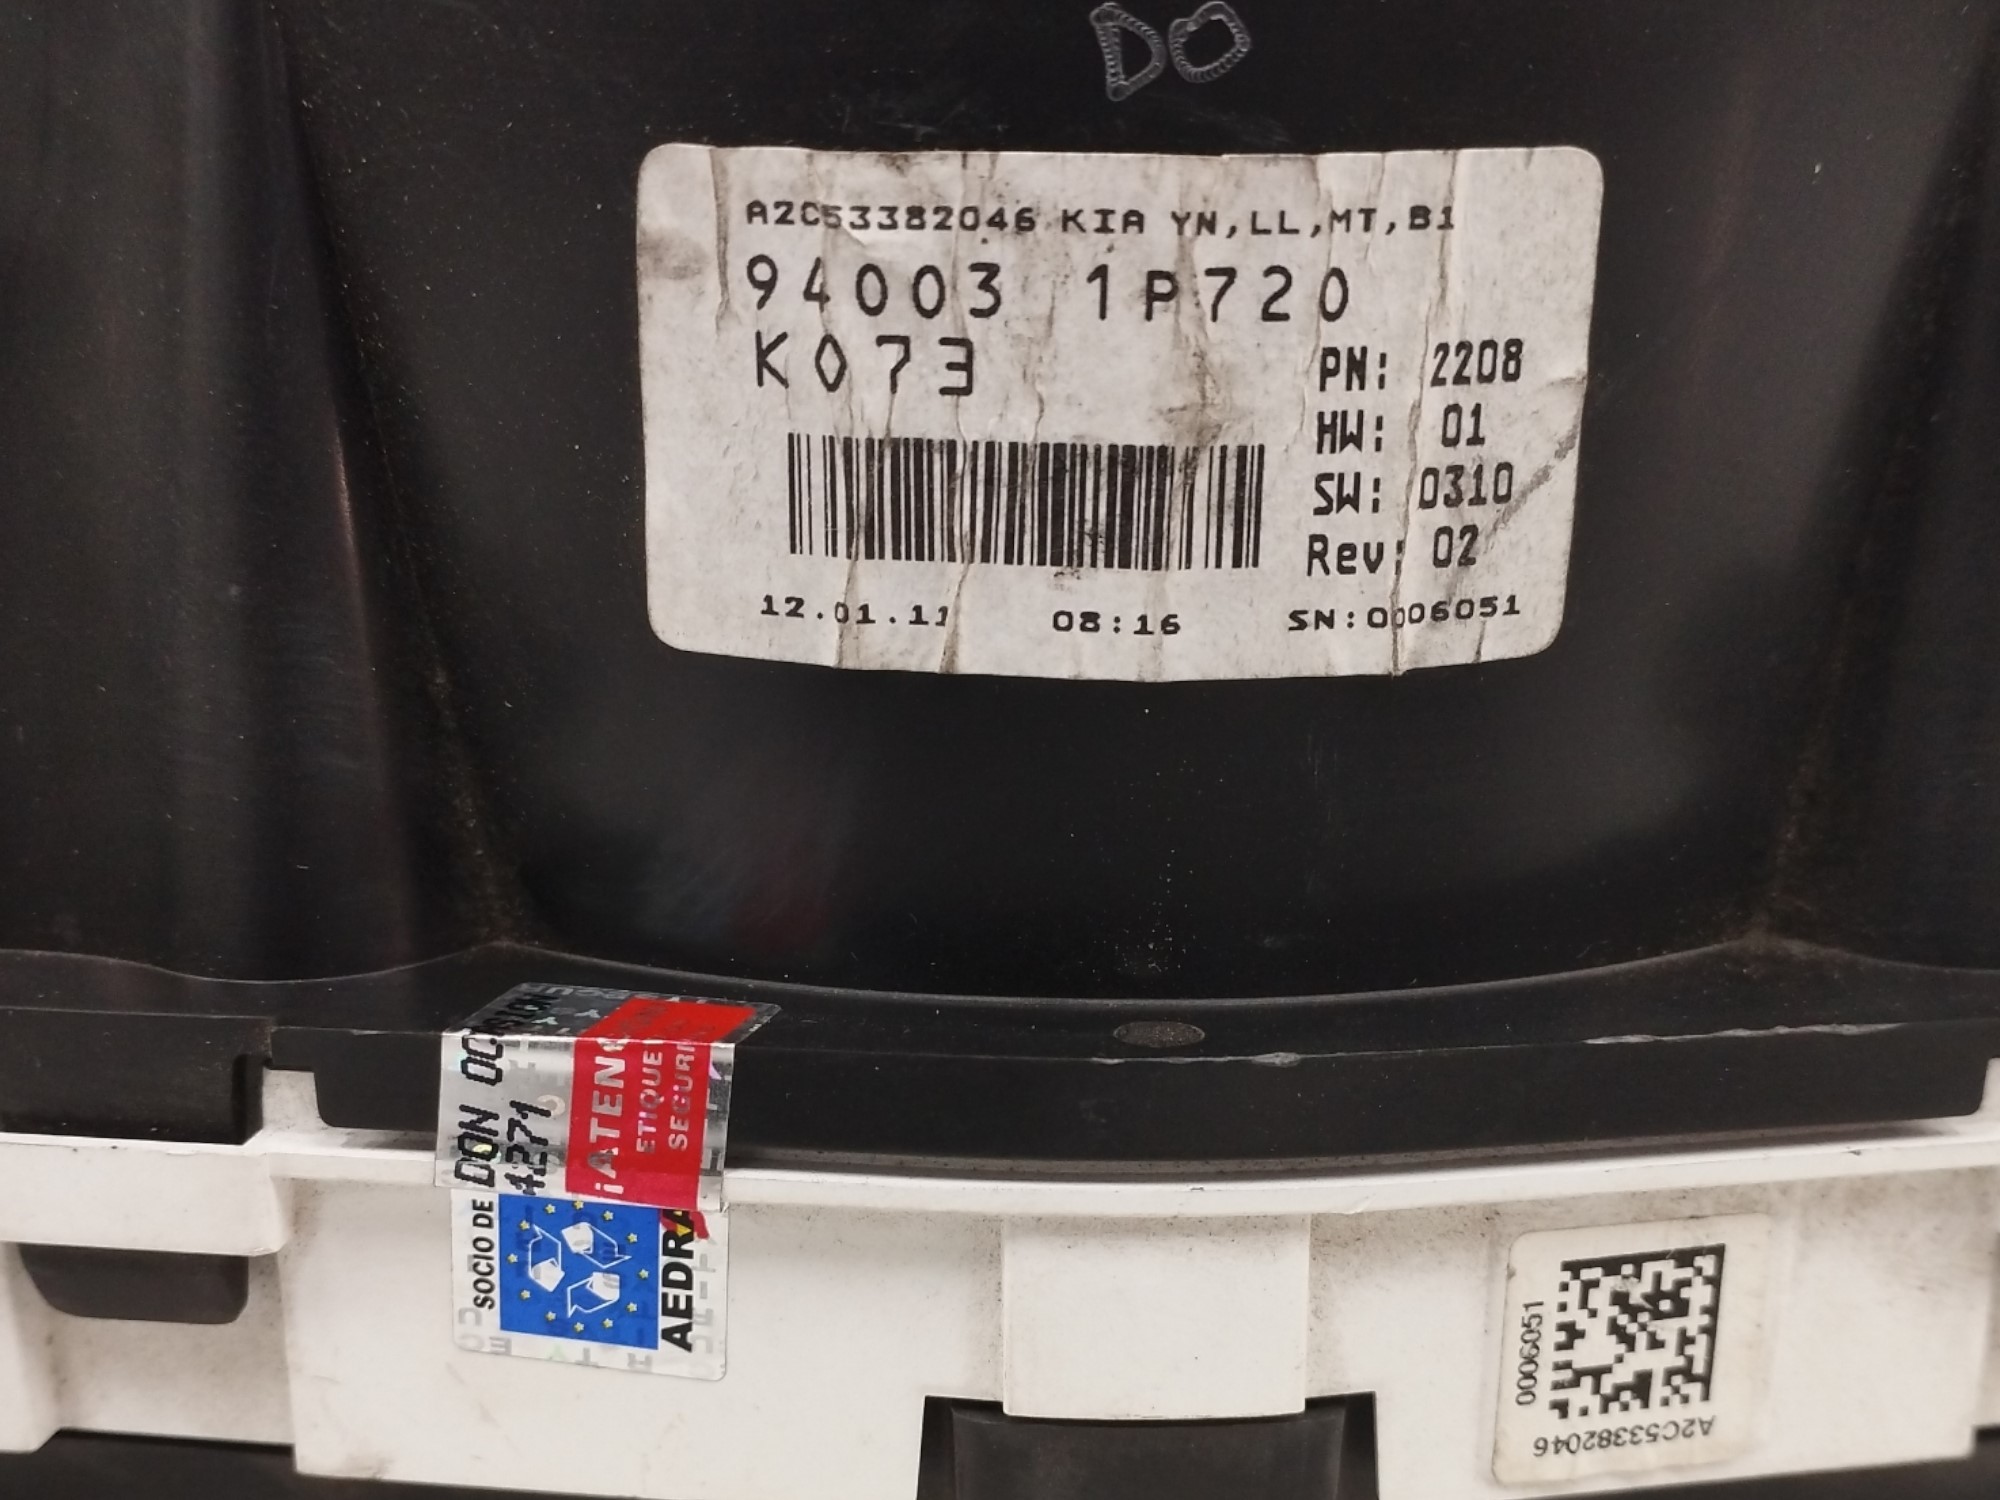 DO
A2C53382046 KIA YN,LL,MT,B1
94003 1P720
K073
PN: 2208
HW: 01
SW: 0310
Rev: 02
12.01.11 08:16 SN:0006051
SOCIO DE DON
4271
¡ATEN
ETIQUE
SEGURI
AEDRA
0006051
A2C53382046